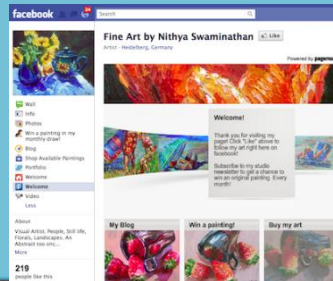 facebook
24
Search
Fine Art by Nithya Swaminathan
Like
Artist · Heidelberg, Germany
Powered by pagemodo
Wall
Info
Photos
Win a painting in my
monthly draw!
Blog
Shop Available Paintings
Portfolio
Welcome
Welcome
Video
Less
About
Visual Artist. People, Still life,
Florals, Landscapes. An
Abstract too onc...
More
219
people like this
Welcome!
Thank you for visiting my
page! Click "Like" above to
follow my art right here on
facebook!
Subscribe to my studio
newsletter to get a chance to
win an original painting. Every
month!
My Blog
Win a painting!
Buy my art